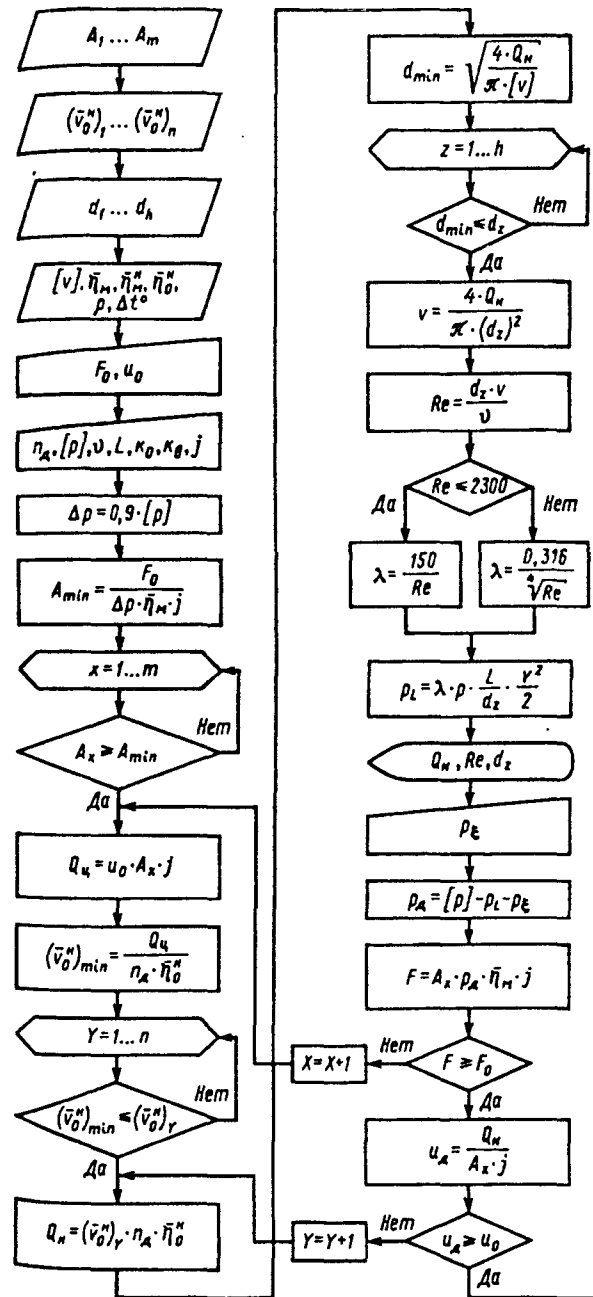 A₁ ... Aₘ
(v̄₀ᴴ)₁ ... (v̄₀ᴴ)ₙ
d₁ ... dₕ
[v], η̄ₘ, η̄ₘᴴ, η̄₀ᴴ,
p, Δt°
F₀, u₀
n_д, [p], υ, L, к₀, к_в, j
Δp = 0,9·[p]
A_min = F₀ / (Δp·η̄ₘ·j)
x = 1...m
Aₓ ≥ A_min
Нет
Да
Q_ц = u₀·Aₓ·j
(v̄₀ᴴ)_min = Q_ц / (n_д·η̄₀ᴴ)
Y = 1...n
(v̄₀ᴴ)_min ≤ (v̄₀ᴴ)_Y
Нет
Да
Q_н = (v̄₀ᴴ)_Y·n_д·η̄₀ᴴ
d_min = √(4·Q_н / (π·[v]))
z = 1...h
d_min ≤ d_z
Нет
Да
v = 4·Q_н / (π·(d_z)²)
Re = d_z·v / υ
Re ≤ 2300
Да
Нет
λ = 150 / Re
λ = 0,316 / ⁴√Re
p_L = λ·p·L/d_z·v²/2
Q_н, Re, d_z
p_ξ
p_д = [p] − p_L − p_ξ
F = Aₓ·p_д·η̄ₘ·j
F ≥ F₀
Нет
X = X+1
Да
u_д = Q_н / (Aₓ·j)
u_д ≥ u₀
Нет
Y = Y+1
Да